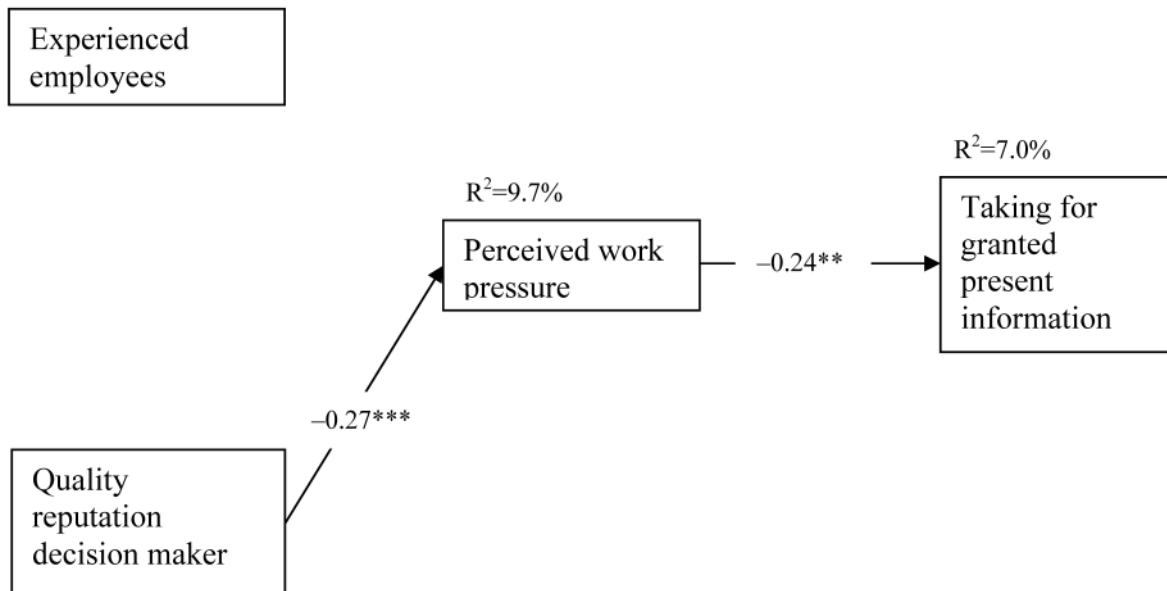 Experienced
employees
R²=7.0%
R²=9.7%
Taking for
granted
present
information
Perceived work
pressure
–0.24**
–0.27***
Quality
reputation
decision maker